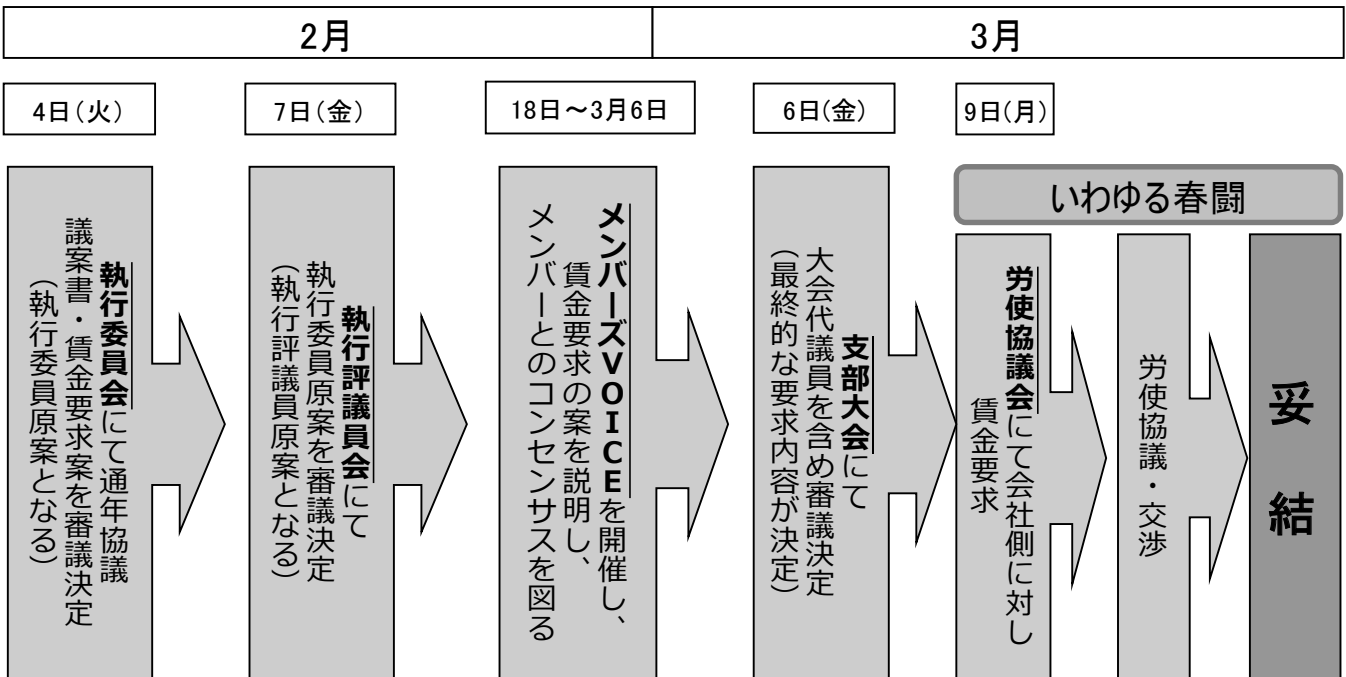 2月
3月
4日(火)
7日(金)
18日～3月6日
6日(金)
9日(月)
執行委員会にて通年協議
議案書・賃金要求案を審議決定
(執行委員原案となる)
執行評議員会にて
執行委員原案を審議決定
(執行評議員原案となる)
メンバーズVOICEを開催し、
賃金要求の案を説明し、
メンバーとのコンセンサスを図る
支部大会にて
大会代議員を含め審議決定
(最終的な要求内容が決定)
いわゆる春闘
労使協議会にて会社側に対し
賃金要求
労使協議・交渉
妥結